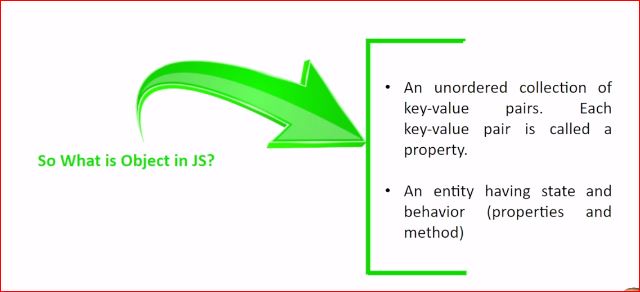 So What is Object in JS?
• An unordered collection of
key-value pairs. Each
key-value pair is called a
property.
• An entity having state and
behavior (properties and
method)